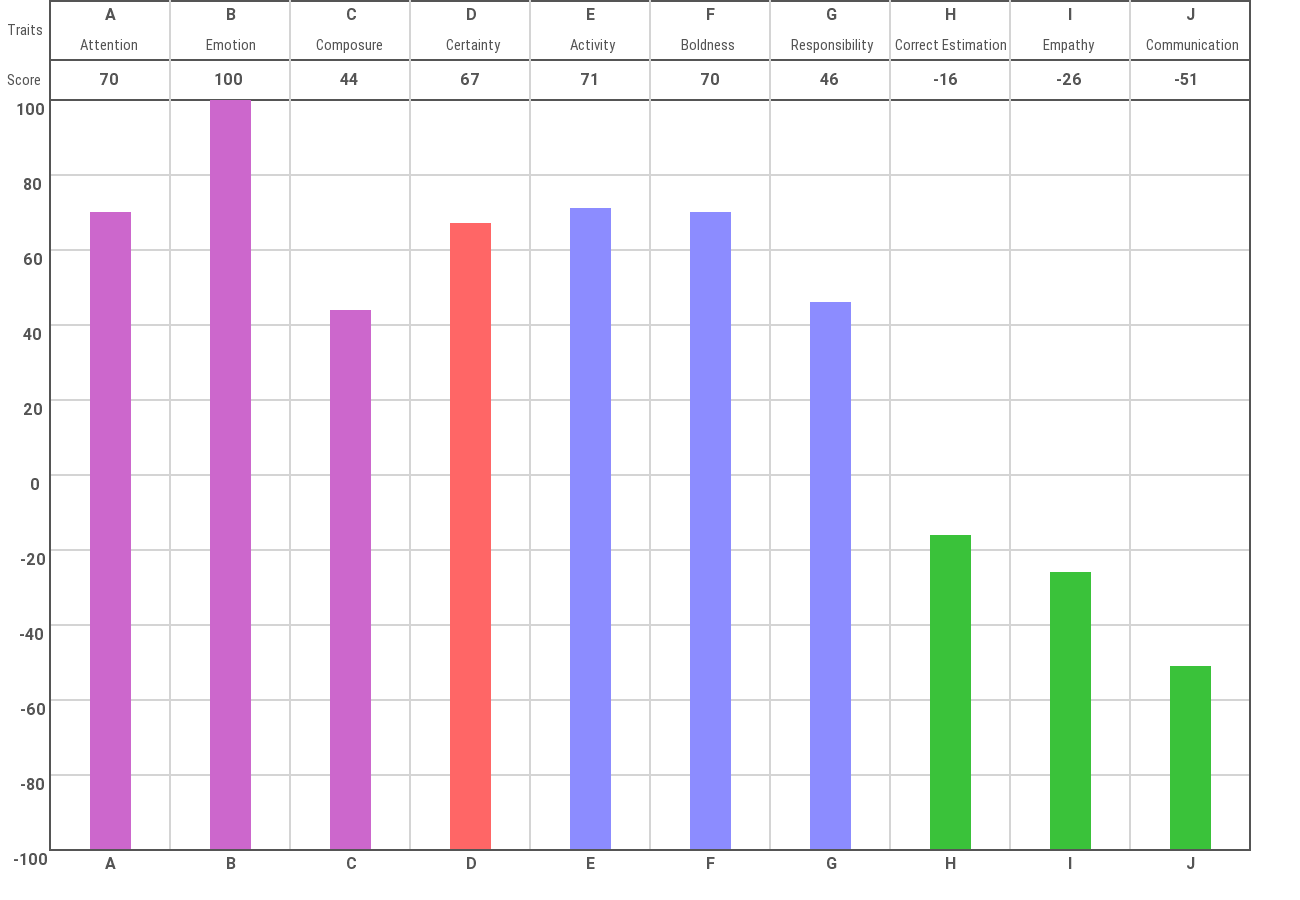 A B C D E F G H I J
Traits
Attention Emotion Composure Certainty Activity Boldness Responsibility Correct Estimation Empathy Communication
Score 70 100 44 67 71 70 46 -16 -26 -51
100
80
60
40
20
0
-20
-40
-60
-80
-100
A B C D E F G H I J